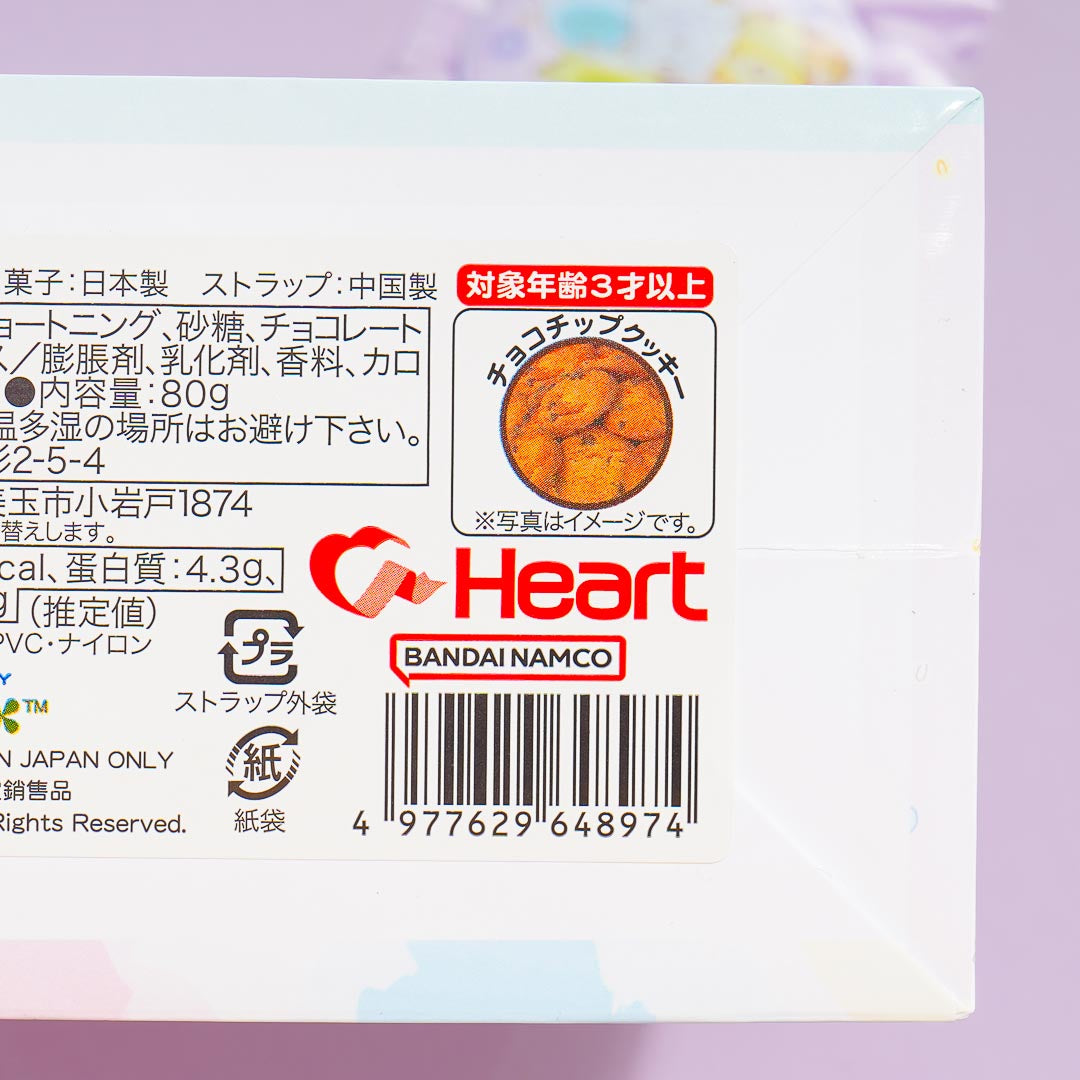 菓子：日本製 ストラップ：中国製
対象年齢3才以上
ョートニング、砂糖、チョコレート
ス／膨脹剤、乳化剤、香料、カロ
●内容量：80g
温多湿の場所はお避け下さい。
2-5-4
チョコチップクッキー
※写真はイメージです。
美玉市小岩戸1874
替えします。
cal、蛋白質：4.3g、
g（推定値）
PVC・ナイロン
Heart
BANDAI NAMCO
プラ
ストラップ外袋
Y
TM
N JAPAN ONLY
銷售品
Rights Reserved.
紙
紙袋
4 977629 648974